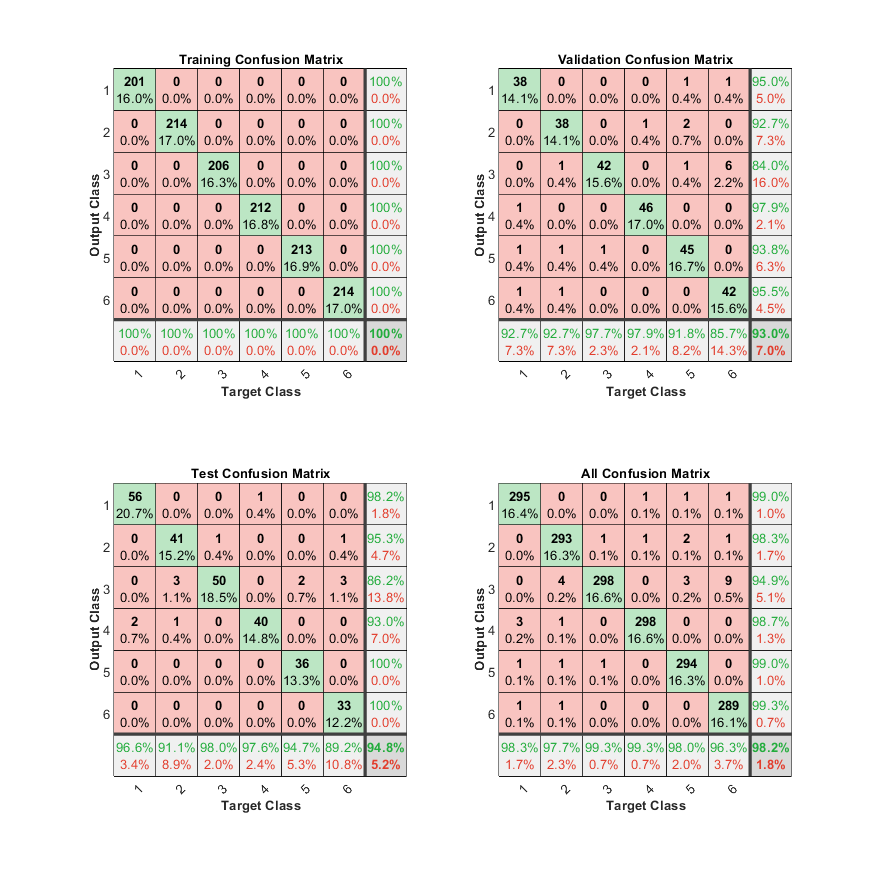 Training Confusion Matrix
1 201 0 0 0 0 0 100%
16.0% 0.0% 0.0% 0.0% 0.0% 0.0% 0.0%
2 0 214 0 0 0 0 100%
0.0% 17.0% 0.0% 0.0% 0.0% 0.0% 0.0%
3 0 0 206 0 0 0 100%
0.0% 0.0% 16.3% 0.0% 0.0% 0.0% 0.0%
4 0 0 0 212 0 0 100%
0.0% 0.0% 0.0% 16.8% 0.0% 0.0% 0.0%
5 0 0 0 0 213 0 100%
0.0% 0.0% 0.0% 0.0% 16.9% 0.0% 0.0%
6 0 0 0 0 0 214 100%
0.0% 0.0% 0.0% 0.0% 0.0% 17.0% 0.0%
100% 100% 100% 100% 100% 100% 100%
0.0% 0.0% 0.0% 0.0% 0.0% 0.0% 0.0%
1 2 3 4 5 6
Target Class
Output Class
Validation Confusion Matrix
1 38 0 0 0 1 1 95.0%
14.1% 0.0% 0.0% 0.0% 0.4% 0.4% 5.0%
2 0 38 0 1 2 0 92.7%
0.0% 14.1% 0.0% 0.4% 0.7% 0.0% 7.3%
3 0 1 42 0 1 6 84.0%
0.0% 0.4% 15.6% 0.0% 0.4% 2.2% 16.0%
4 1 0 0 46 0 0 97.9%
0.4% 0.0% 0.0% 17.0% 0.0% 0.0% 2.1%
5 1 1 1 0 45 0 93.8%
0.4% 0.4% 0.4% 0.0% 16.7% 0.0% 6.3%
6 1 1 0 0 0 42 95.5%
0.4% 0.4% 0.0% 0.0% 0.0% 15.6% 4.5%
92.7% 92.7% 97.7% 97.9% 91.8% 85.7% 93.0%
7.3% 7.3% 2.3% 2.1% 8.2% 14.3% 7.0%
1 2 3 4 5 6
Target Class
Output Class
Test Confusion Matrix
1 56 0 0 1 0 0 98.2%
20.7% 0.0% 0.0% 0.4% 0.0% 0.0% 1.8%
2 0 41 1 0 0 1 95.3%
0.0% 15.2% 0.4% 0.0% 0.0% 0.4% 4.7%
3 0 3 50 0 2 3 86.2%
0.0% 1.1% 18.5% 0.0% 0.7% 1.1% 13.8%
4 2 1 0 40 0 0 93.0%
0.7% 0.4% 0.0% 14.8% 0.0% 0.0% 7.0%
5 0 0 0 0 36 0 100%
0.0% 0.0% 0.0% 0.0% 13.3% 0.0% 0.0%
6 0 0 0 0 0 33 100%
0.0% 0.0% 0.0% 0.0% 0.0% 12.2% 0.0%
96.6% 91.1% 98.0% 97.6% 94.7% 89.2% 94.8%
3.4% 8.9% 2.0% 2.4% 5.3% 10.8% 5.2%
1 2 3 4 5 6
Target Class
Output Class
All Confusion Matrix
1 295 0 0 1 1 1 99.0%
16.4% 0.0% 0.0% 0.1% 0.1% 0.1% 1.0%
2 0 293 1 1 2 1 98.3%
0.0% 16.3% 0.1% 0.1% 0.1% 0.1% 1.7%
3 0 4 298 0 3 9 94.9%
0.0% 0.2% 16.6% 0.0% 0.2% 0.5% 5.1%
4 3 1 0 298 0 0 98.7%
0.2% 0.1% 0.0% 16.6% 0.0% 0.0% 1.3%
5 1 1 1 0 294 0 99.0%
0.1% 0.1% 0.1% 0.0% 16.3% 0.0% 1.0%
6 1 1 0 0 0 289 99.3%
0.1% 0.1% 0.0% 0.0% 0.0% 16.1% 0.7%
98.3% 97.7% 99.3% 99.3% 98.0% 96.3% 98.2%
1.7% 2.3% 0.7% 0.7% 2.0% 3.7% 1.8%
1 2 3 4 5 6
Target Class
Output Class